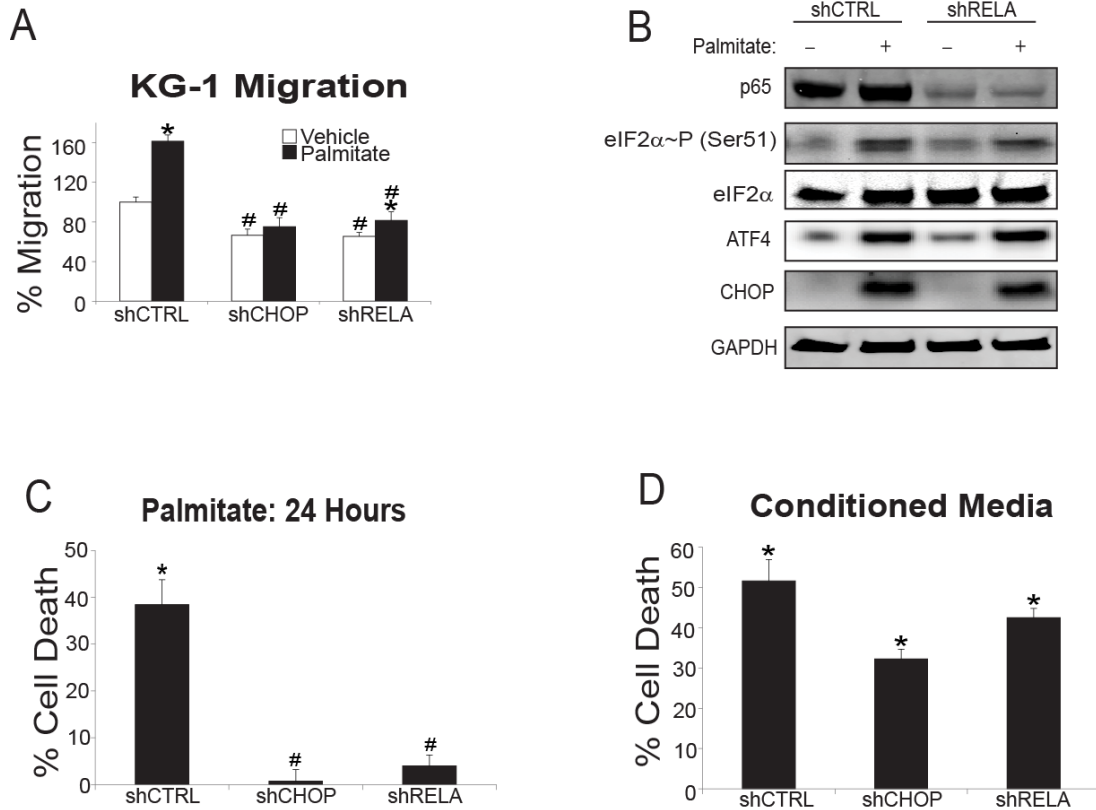 A
KG-1 Migration
Vehicle
Palmitate
% Migration
160
120
80
40
0
*
# #
#
#
*
shCTRL shCHOP shRELA
B
shCTRL shRELA
Palmitate: – + – +
p65
eIF2α~P (Ser51)
eIF2α
ATF4
CHOP
GAPDH
C
Palmitate: 24 Hours
% Cell Death
50
40
30
20
10
0
*
#
#
shCTRL shCHOP shRELA
D
Conditioned Media
% Cell Death
60
50
40
30
20
10
0
*
*
*
shCTRL shCHOP shRELA